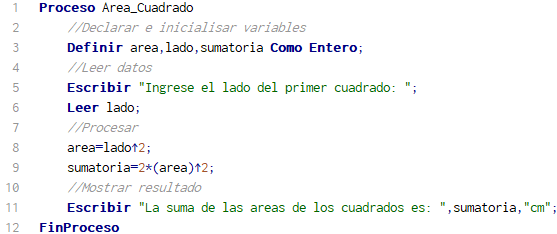 1 Proceso Area_Cuadrado
2 //Declarar e inicialisar variables
3 Definir area,lado,sumatoria Como Entero;
4 //Leer datos
5 Escribir "Ingrese el lado del primer cuadrado: ";
6 Leer lado;
7 //Procesar
8 area=lado↑2;
9 sumatoria=2*(area)↑2;
10 //Mostrar resultado
11 Escribir "La suma de las areas de los cuadrados es: ",sumatoria,"cm";
12 FinProceso